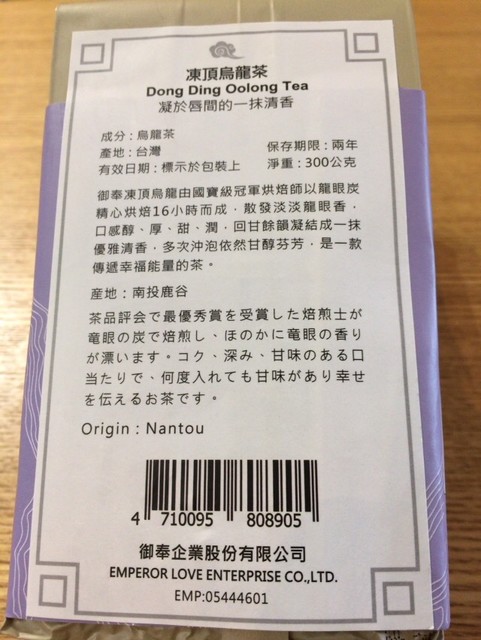 凍頂烏龍茶
Dong Ding Oolong Tea
凝於唇間的一抹清香
成分：烏龍茶
產地：台灣
保存期限：兩年
有效日期：標示於包裝上
淨重：300公克
御奉凍頂烏龍由國寶級冠軍烘焙師以龍眼炭
精心烘焙16小時而成，散發淡淡龍眼香，
口感醇、厚、甜、潤，回甘餘韻凝結成一抹
優雅清香，多次沖泡依然甘醇芬芳，是一款
傳遞幸福能量的茶。
産地：南投鹿谷
茶品評会で最優秀賞を受賞した焙煎士が
竜眼の炭で焙煎し、ほのかに竜眼の香り
が漂います。コク、深み、甘味のある口
当たりで、何度入れても甘味があり幸せ
を伝えるお茶です。
Origin : Nantou
4 710095 808905
御奉企業股份有限公司
EMPEROR LOVE ENTERPRISE CO.,LTD.
EMP:05444601